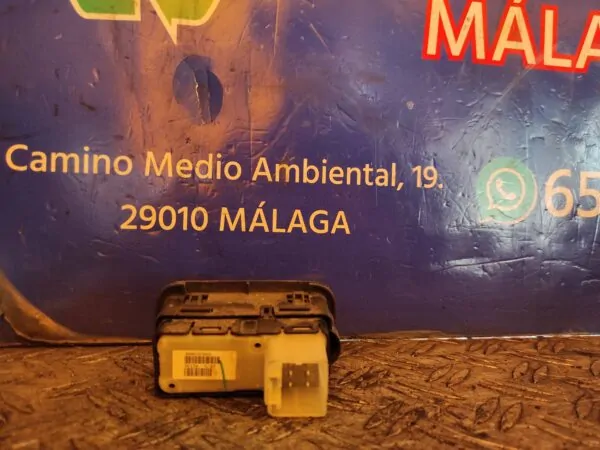 MÁLA
Camino Medio Ambiental, 19.
65
29010 MÁLAGA